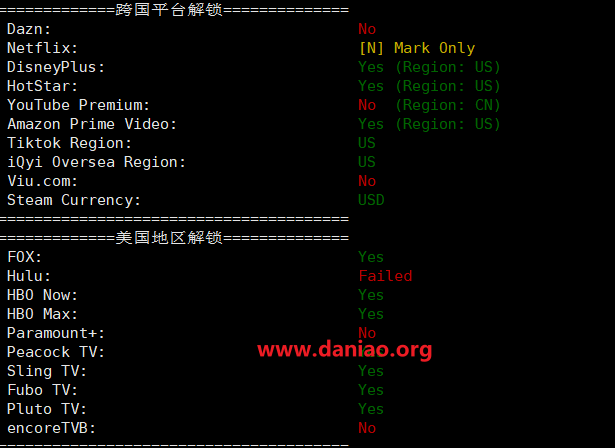 =============跨国平台解锁==============
Dazn: No
Netflix: [N] Mark Only
DisneyPlus: Yes (Region: US)
HotStar: Yes (Region: US)
YouTube Premium: No (Region: CN)
Amazon Prime Video: Yes (Region: US)
Tiktok Region: US
iQyi Oversea Region: US
Viu.com: No
Steam Currency: USD
=======================================
=============美国地区解锁==============
FOX: Yes
Hulu: Failed
HBO Now: Yes
HBO Max: Yes
Paramount+: No
www.daniao.org
Peacock TV:
Sling TV: Yes
Fubo TV: Yes
Pluto TV: Yes
encoreTVB: No
=======================================